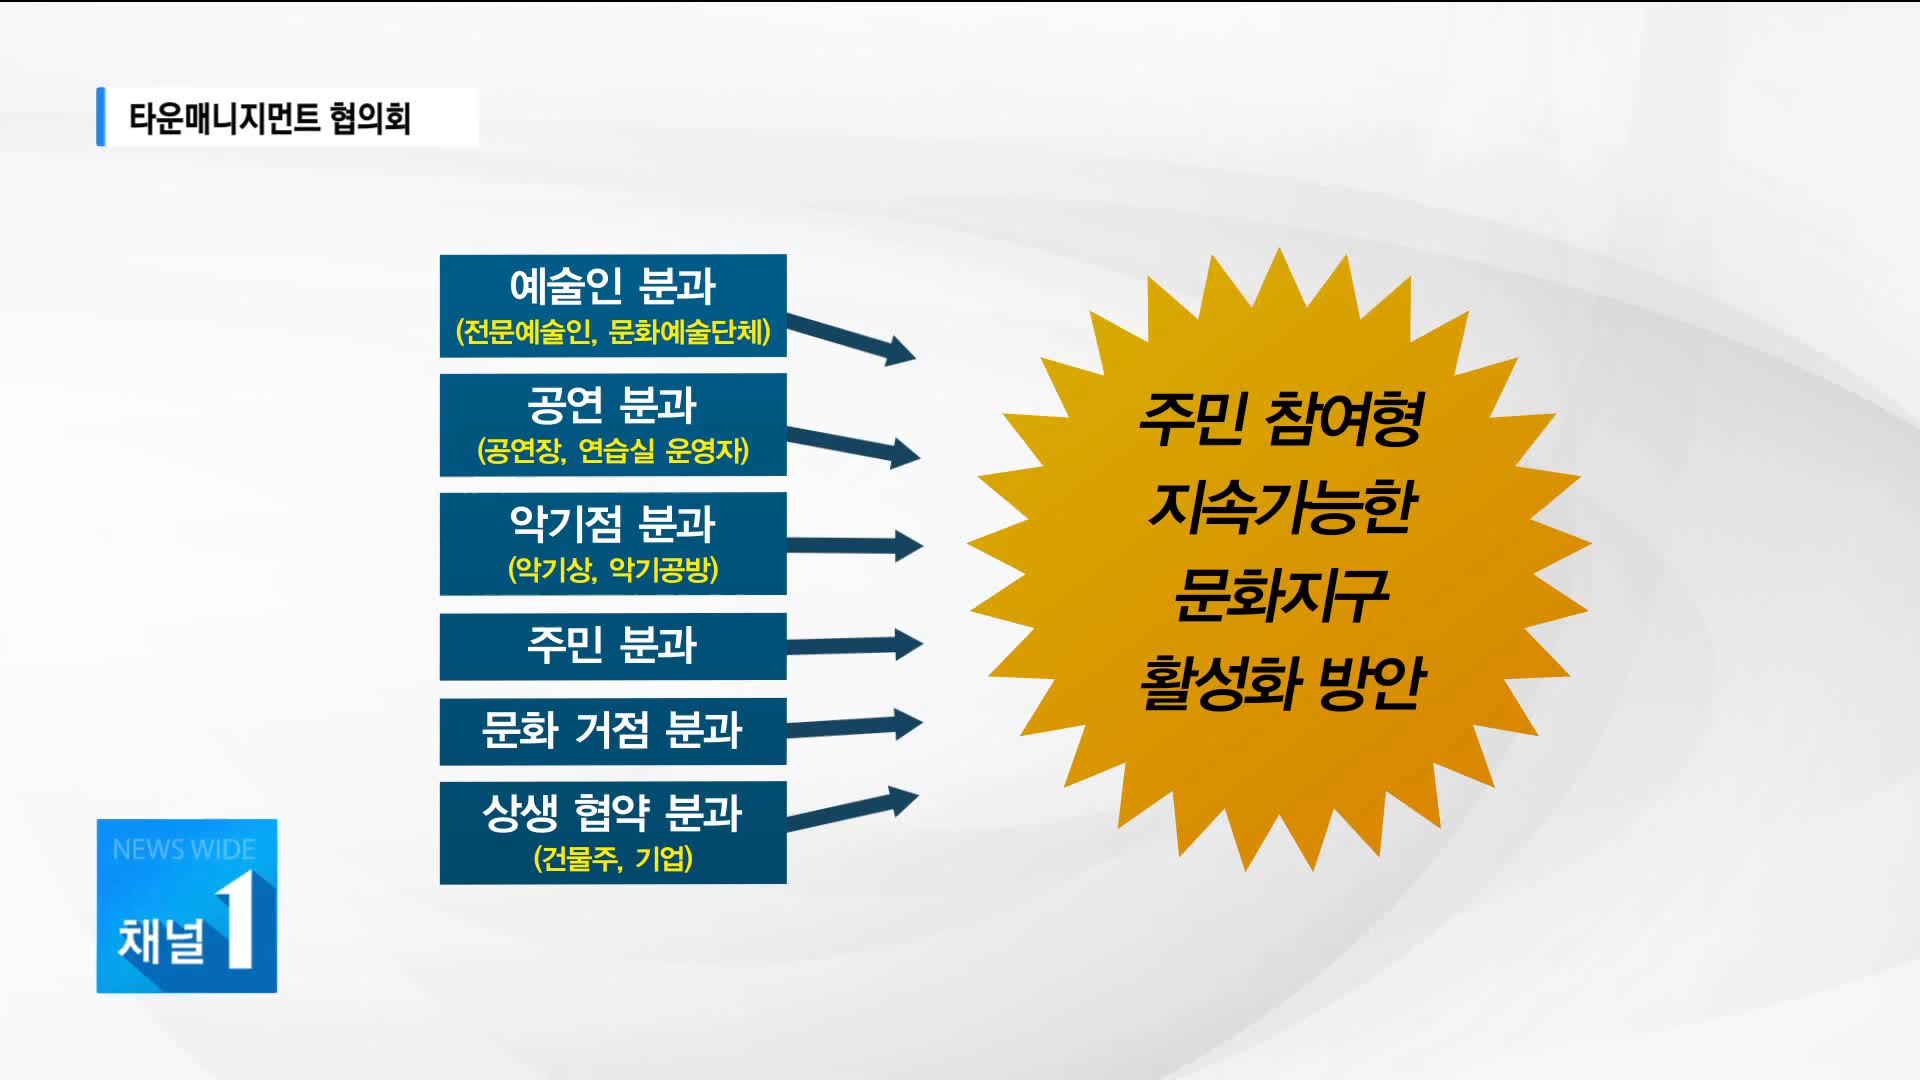 타운매니지먼트 협의회
예술인 분과
(전문예술인, 문화예술단체)
공연 분과
(공연장, 연습실 운영자)
악기점 분과
(악기상, 악기공방)
주민 분과
문화 거점 분과
상생 협약 분과
(건물주, 기업)
주민 참여형
지속가능한
문화지구
활성화 방안
NEWS WIDE
채널1